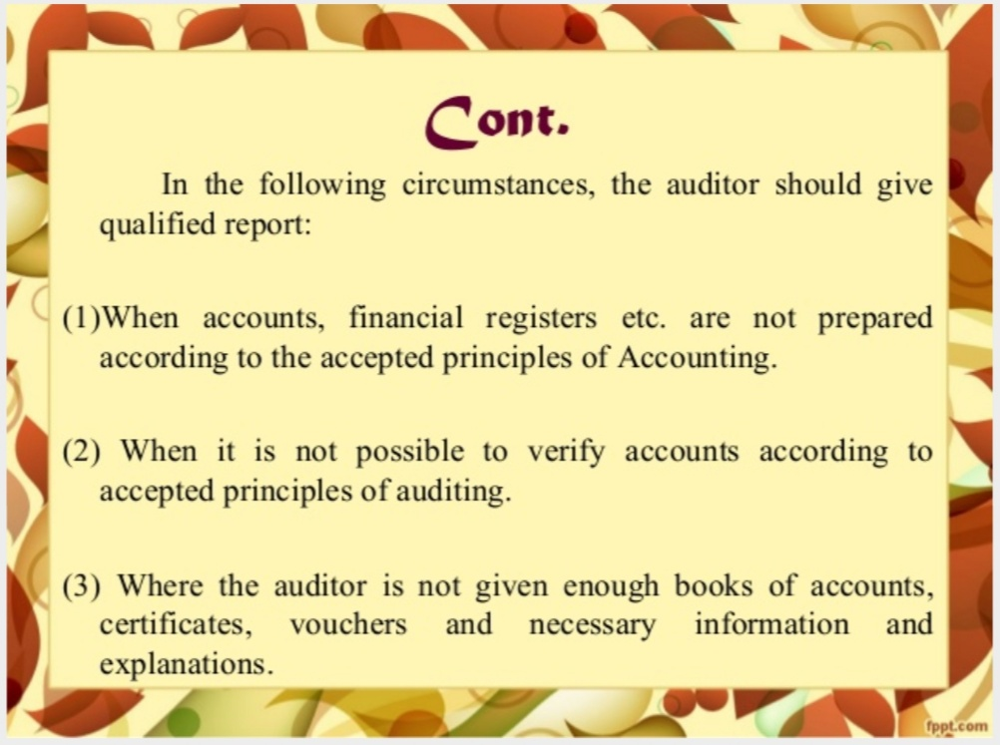 Cont.
In the following circumstances, the auditor should give
qualified report:
(1)When accounts, financial registers etc. are not prepared
according to the accepted principles of Accounting.
(2) When it is not possible to verify accounts according to
accepted principles of auditing.
(3) Where the auditor is not given enough books of accounts,
certificates, vouchers and necessary information and
explanations.
fppt.com